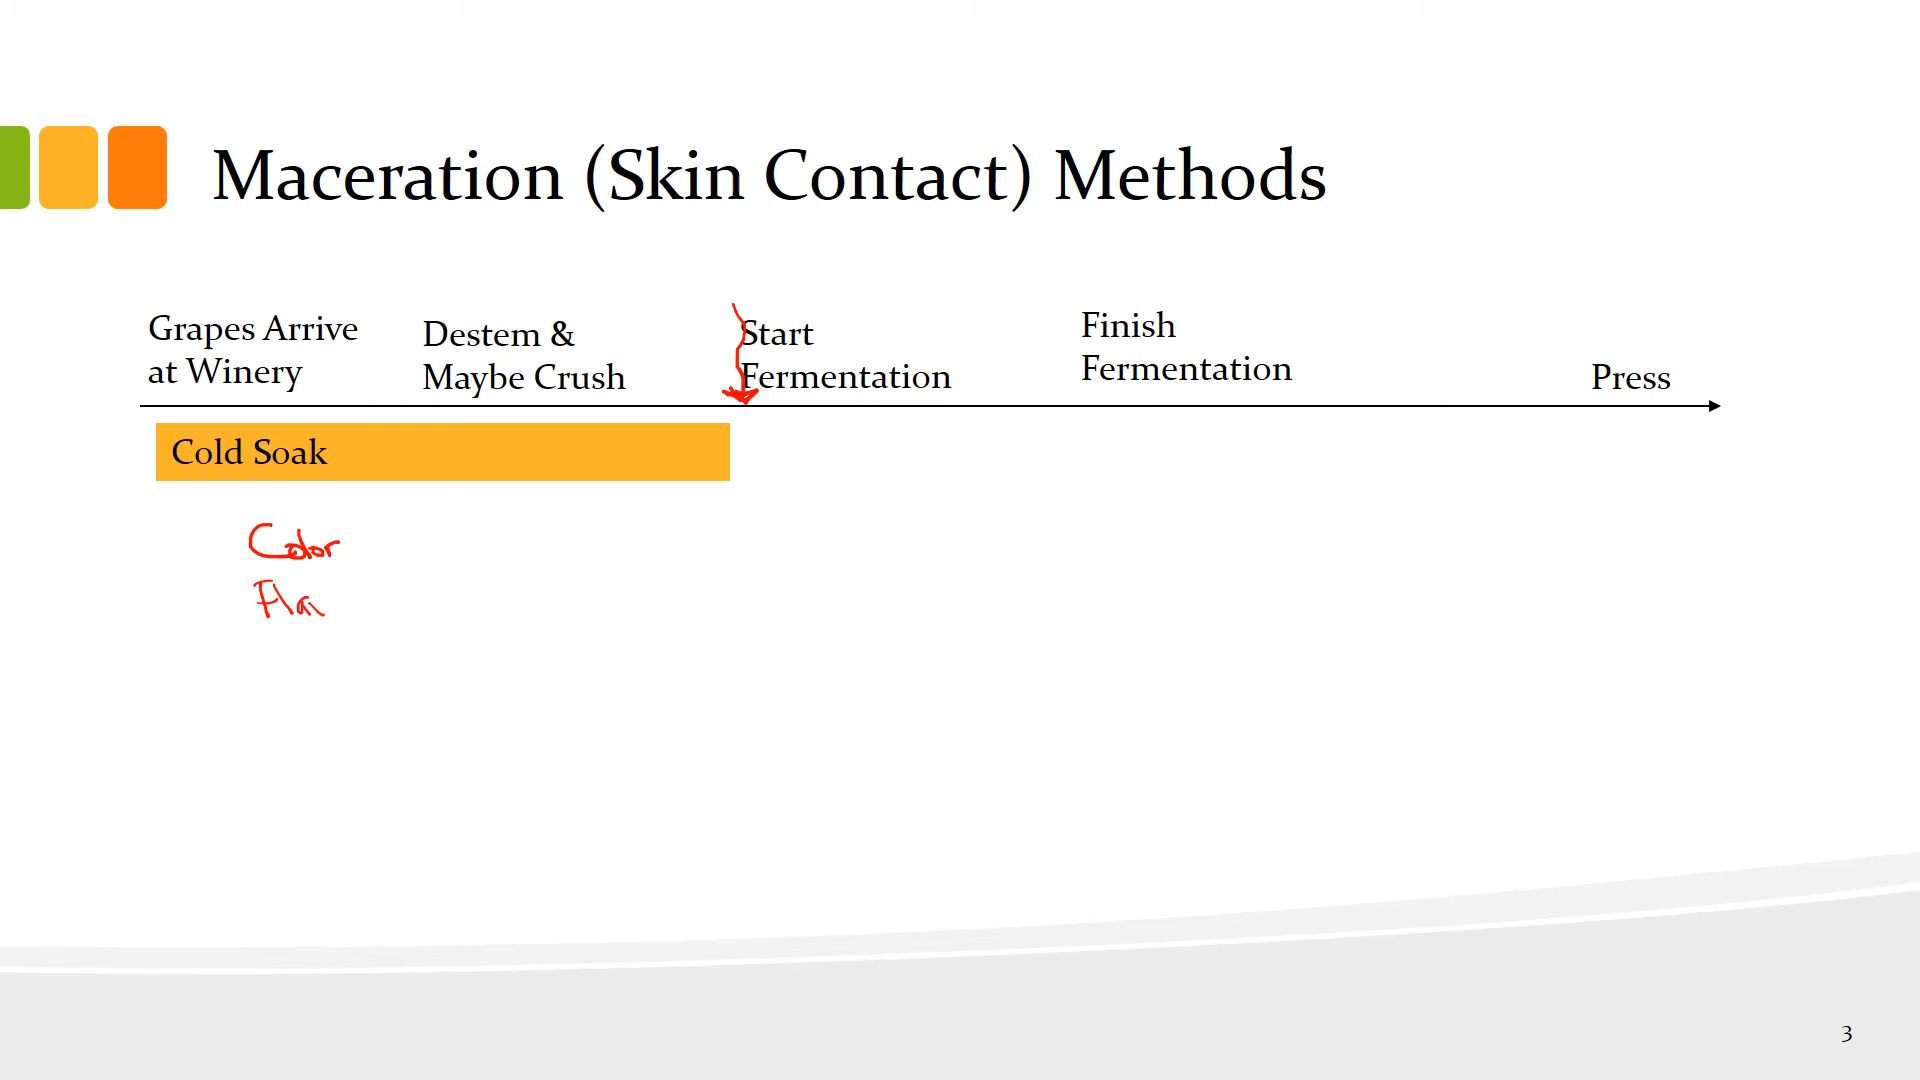 Maceration (Skin Contact) Methods
Grapes Arrive
at Winery
Destem &
Maybe Crush
Start
Fermentation
Finish
Fermentation
Press
Cold Soak
Color
Fla
3